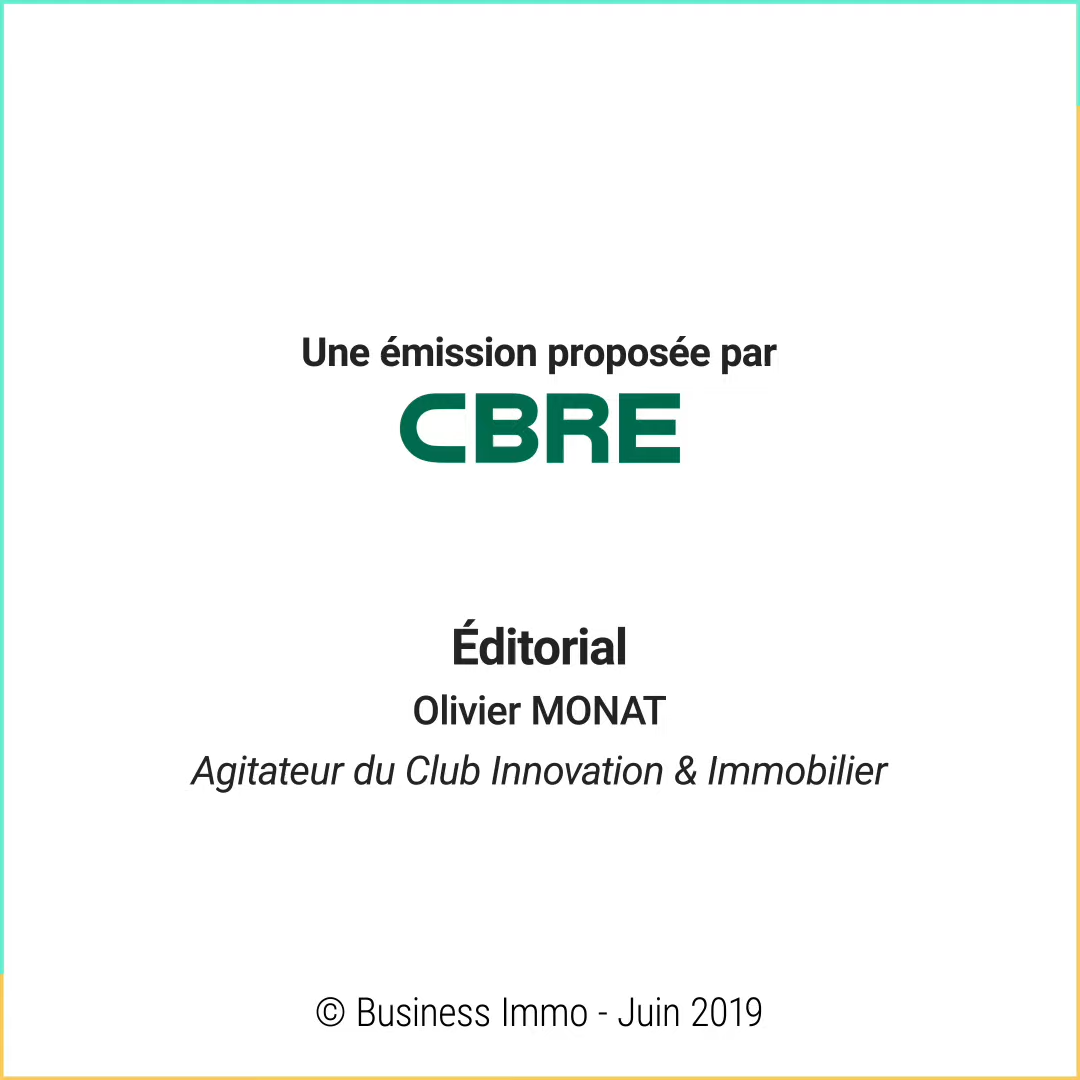 Une émission proposée par
CBRE
Éditorial
Olivier MONAT
Agitateur du Club Innovation & Immobilier
© Business Immo - Juin 2019